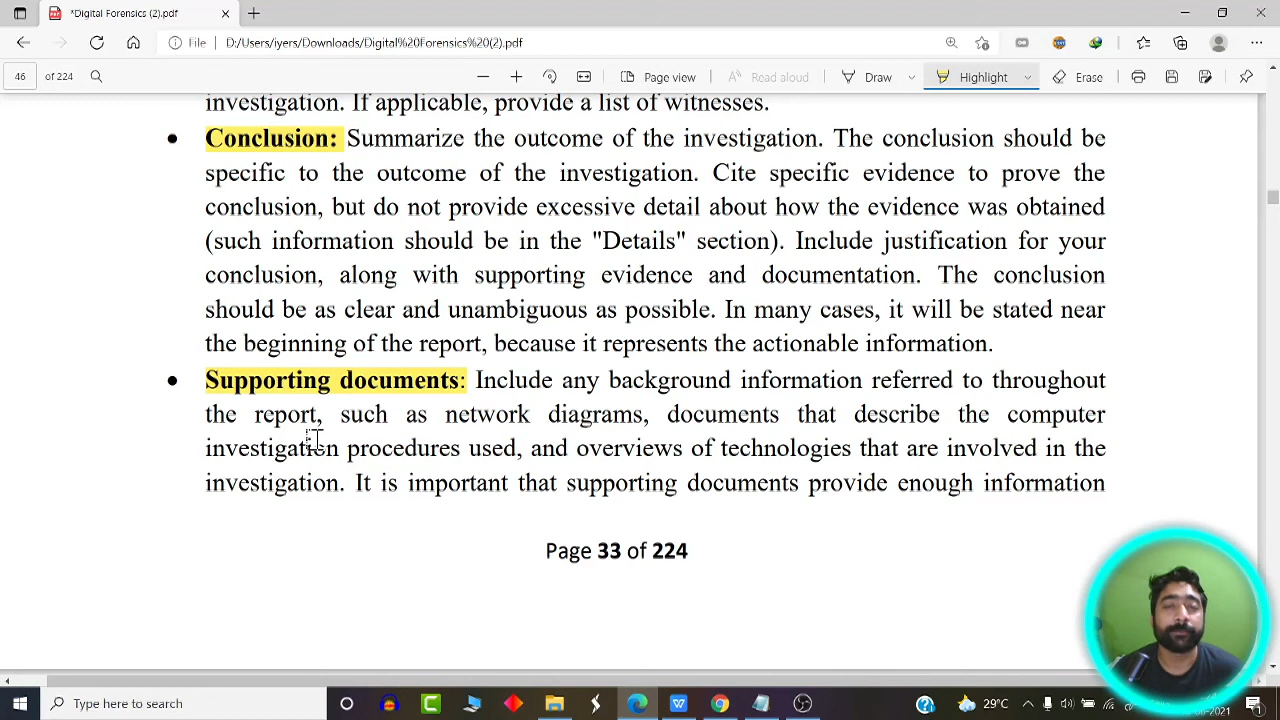 *Digital Forensics (2).pdf
File
D:/Users/iyers/Downloads/Digital%20Forensics%20(2).pdf
46 of 224
Page view
Read aloud
Draw
Highlight
Erase
investigation. If applicable, provide a list of witnesses.
• Conclusion: Summarize the outcome of the investigation. The conclusion should be
specific to the outcome of the investigation. Cite specific evidence to prove the
conclusion, but do not provide excessive detail about how the evidence was obtained
(such information should be in the "Details" section). Include justification for your
conclusion, along with supporting evidence and documentation. The conclusion
should be as clear and unambiguous as possible. In many cases, it will be stated near
the beginning of the report, because it represents the actionable information.
• Supporting documents: Include any background information referred to throughout
the report, such as network diagrams, documents that describe the computer
investigation procedures used, and overviews of technologies that are involved in the
investigation. It is important that supporting documents provide enough information
Page 33 of 224
Type here to search
29°C
2021